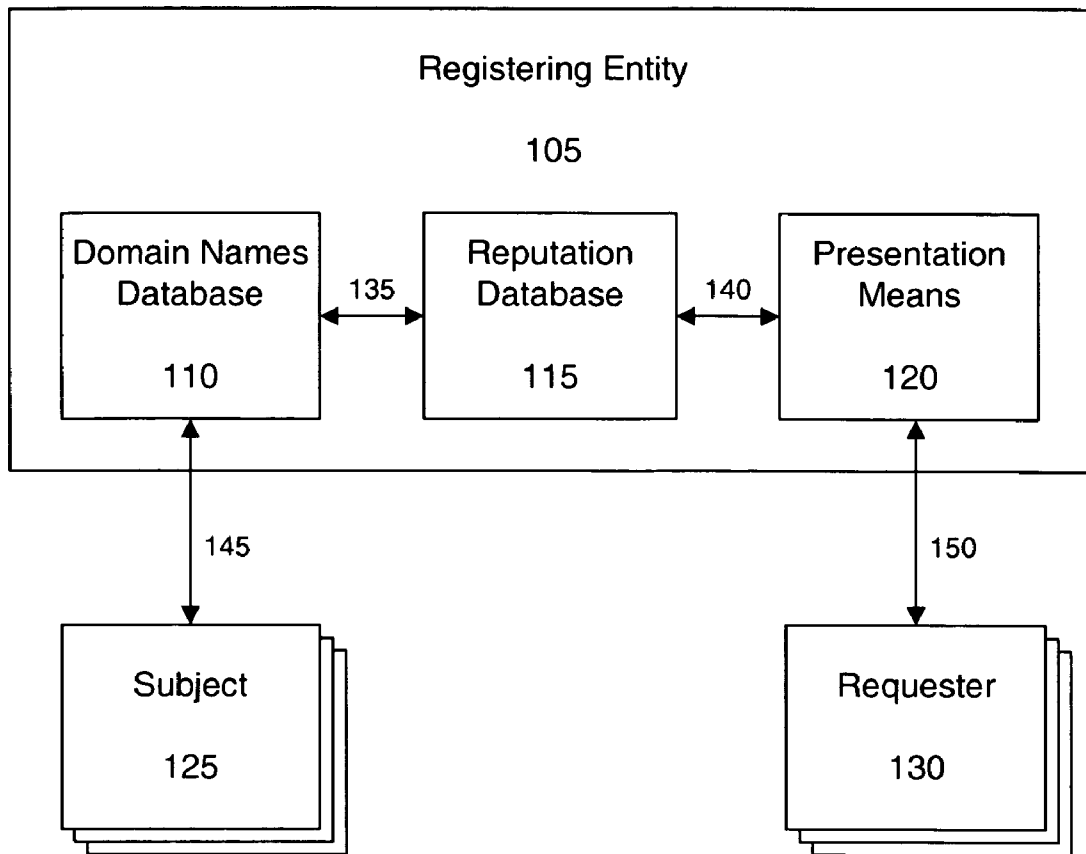 Registering Entity
105
Domain Names
Database
110
135
Reputation
Database
115
140
Presentation
Means
120
145
150
Subject
125
Requester
130